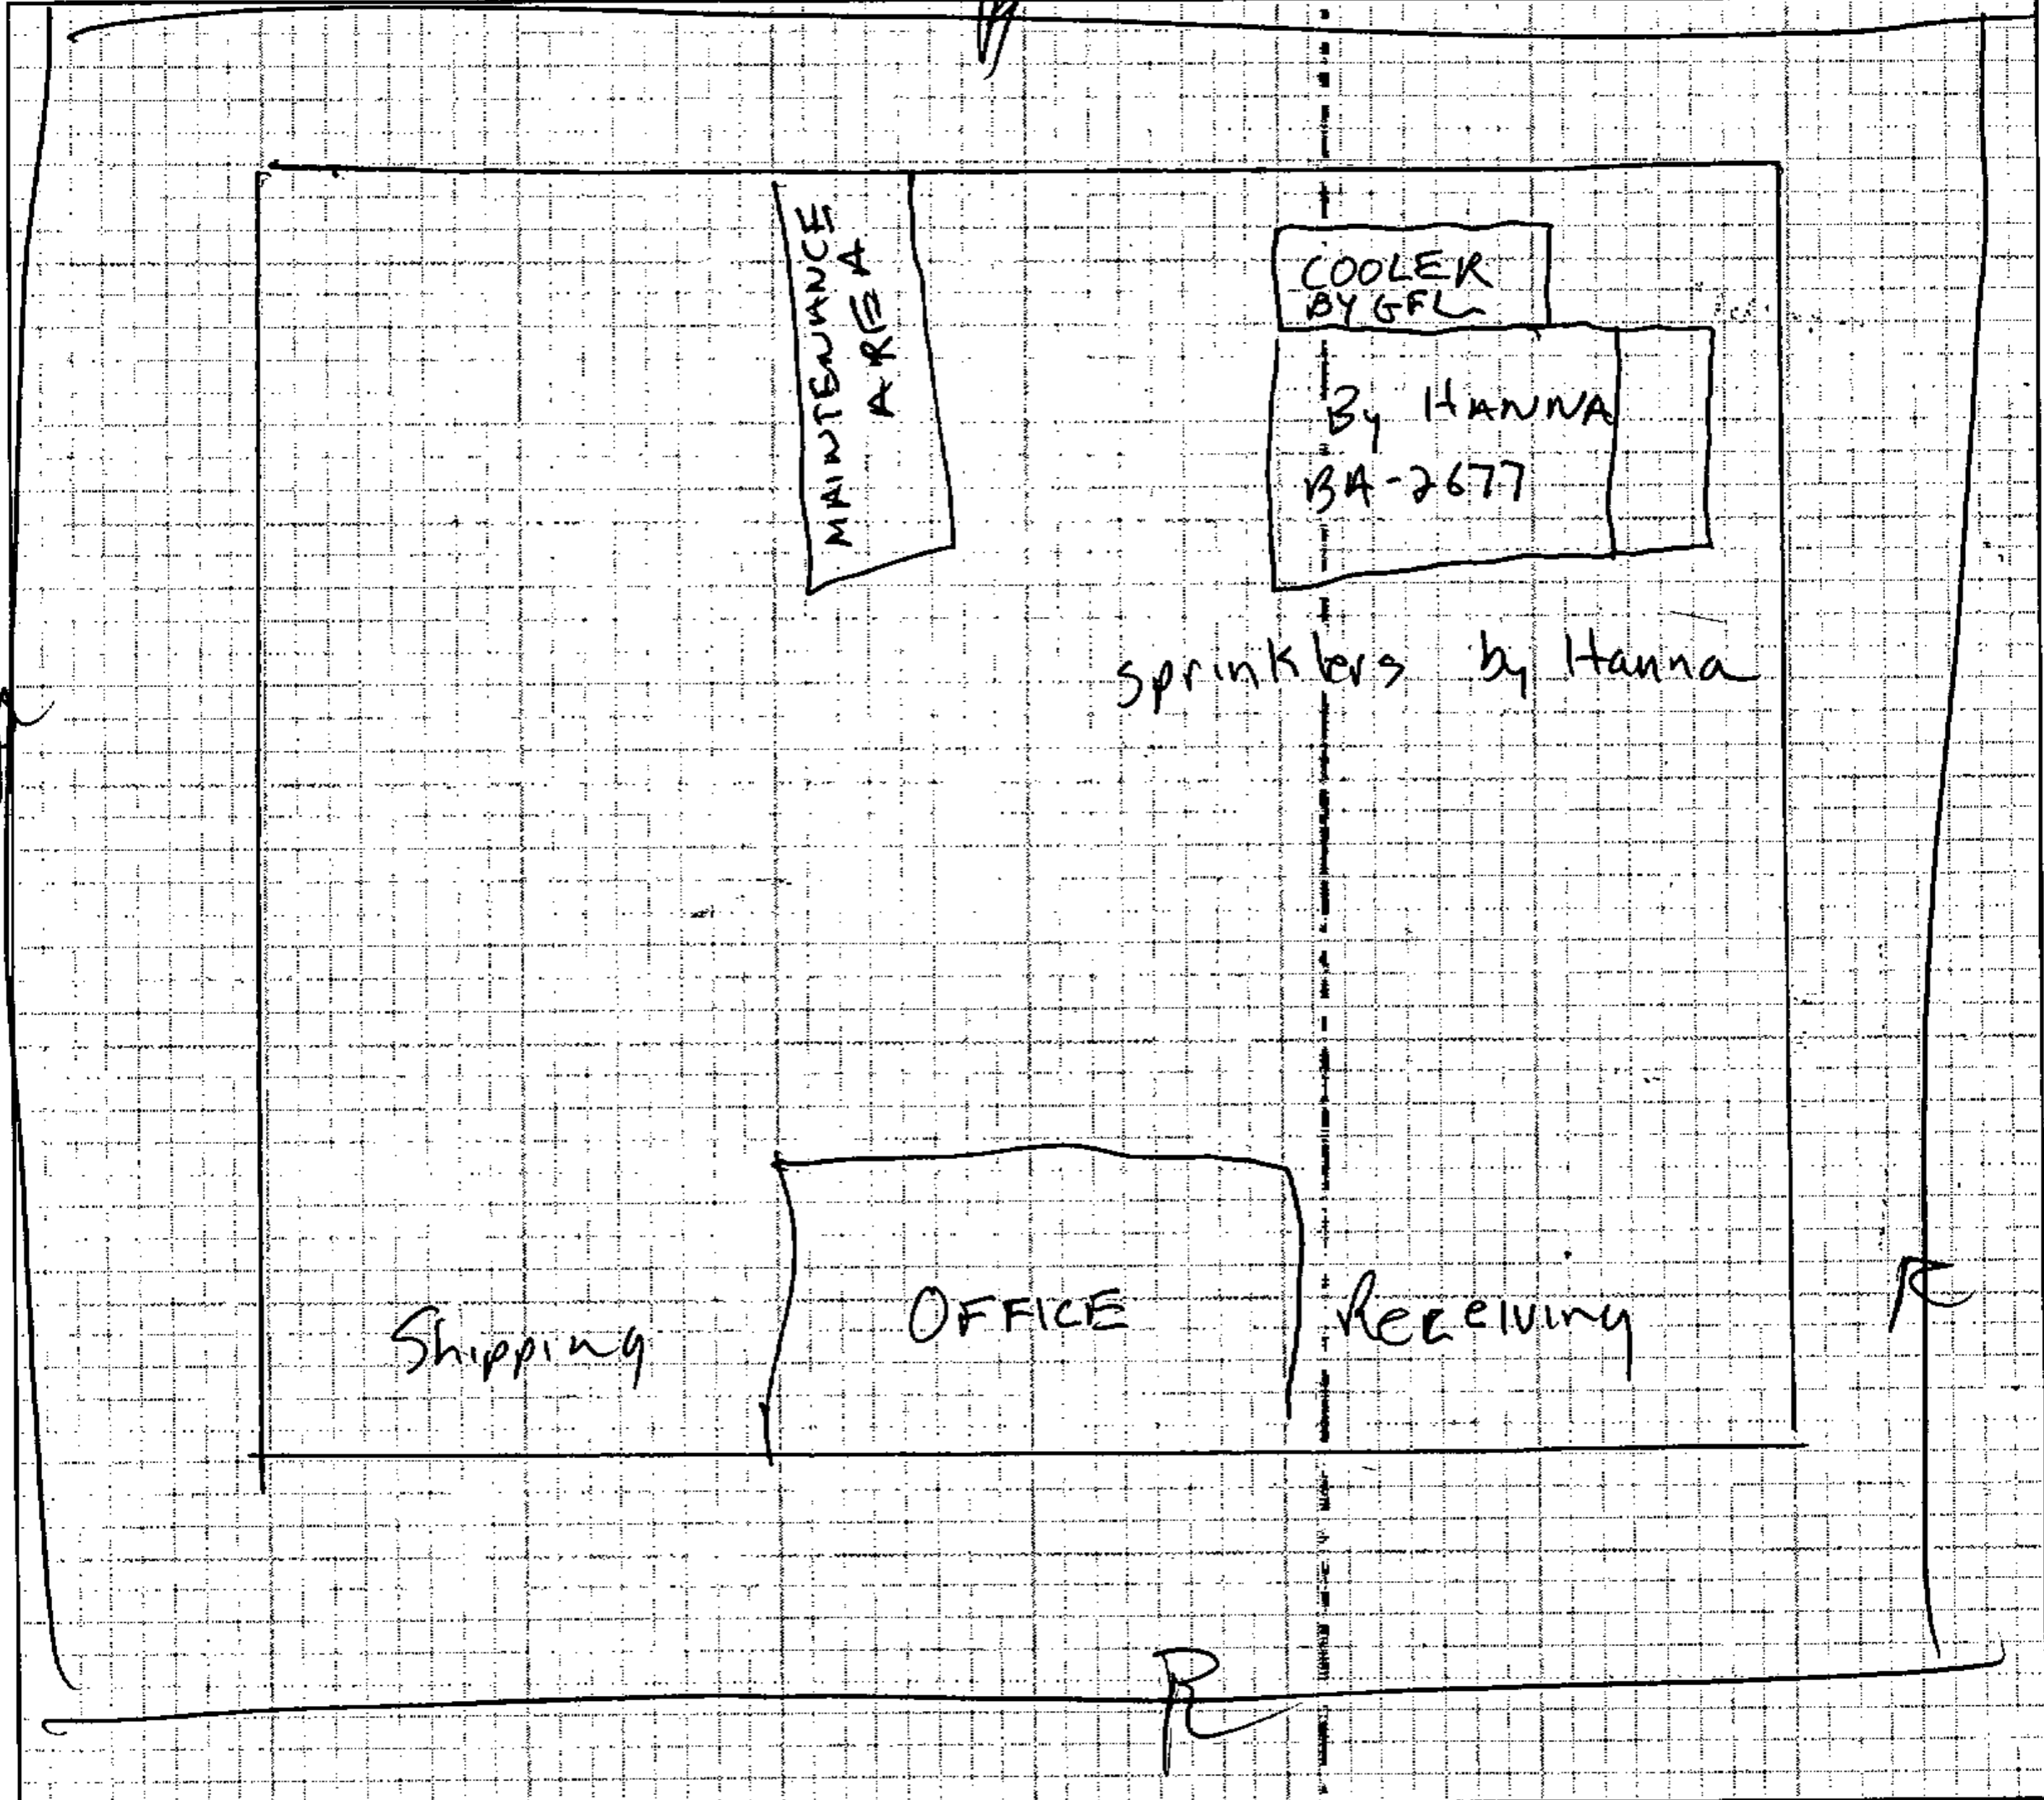 MAINTENANCE
AREA
COOLER
BY GFL
By HANNA
BA-2677
Sprinklers by Hanna
Shipping
OFFICE
Receiving
R
R